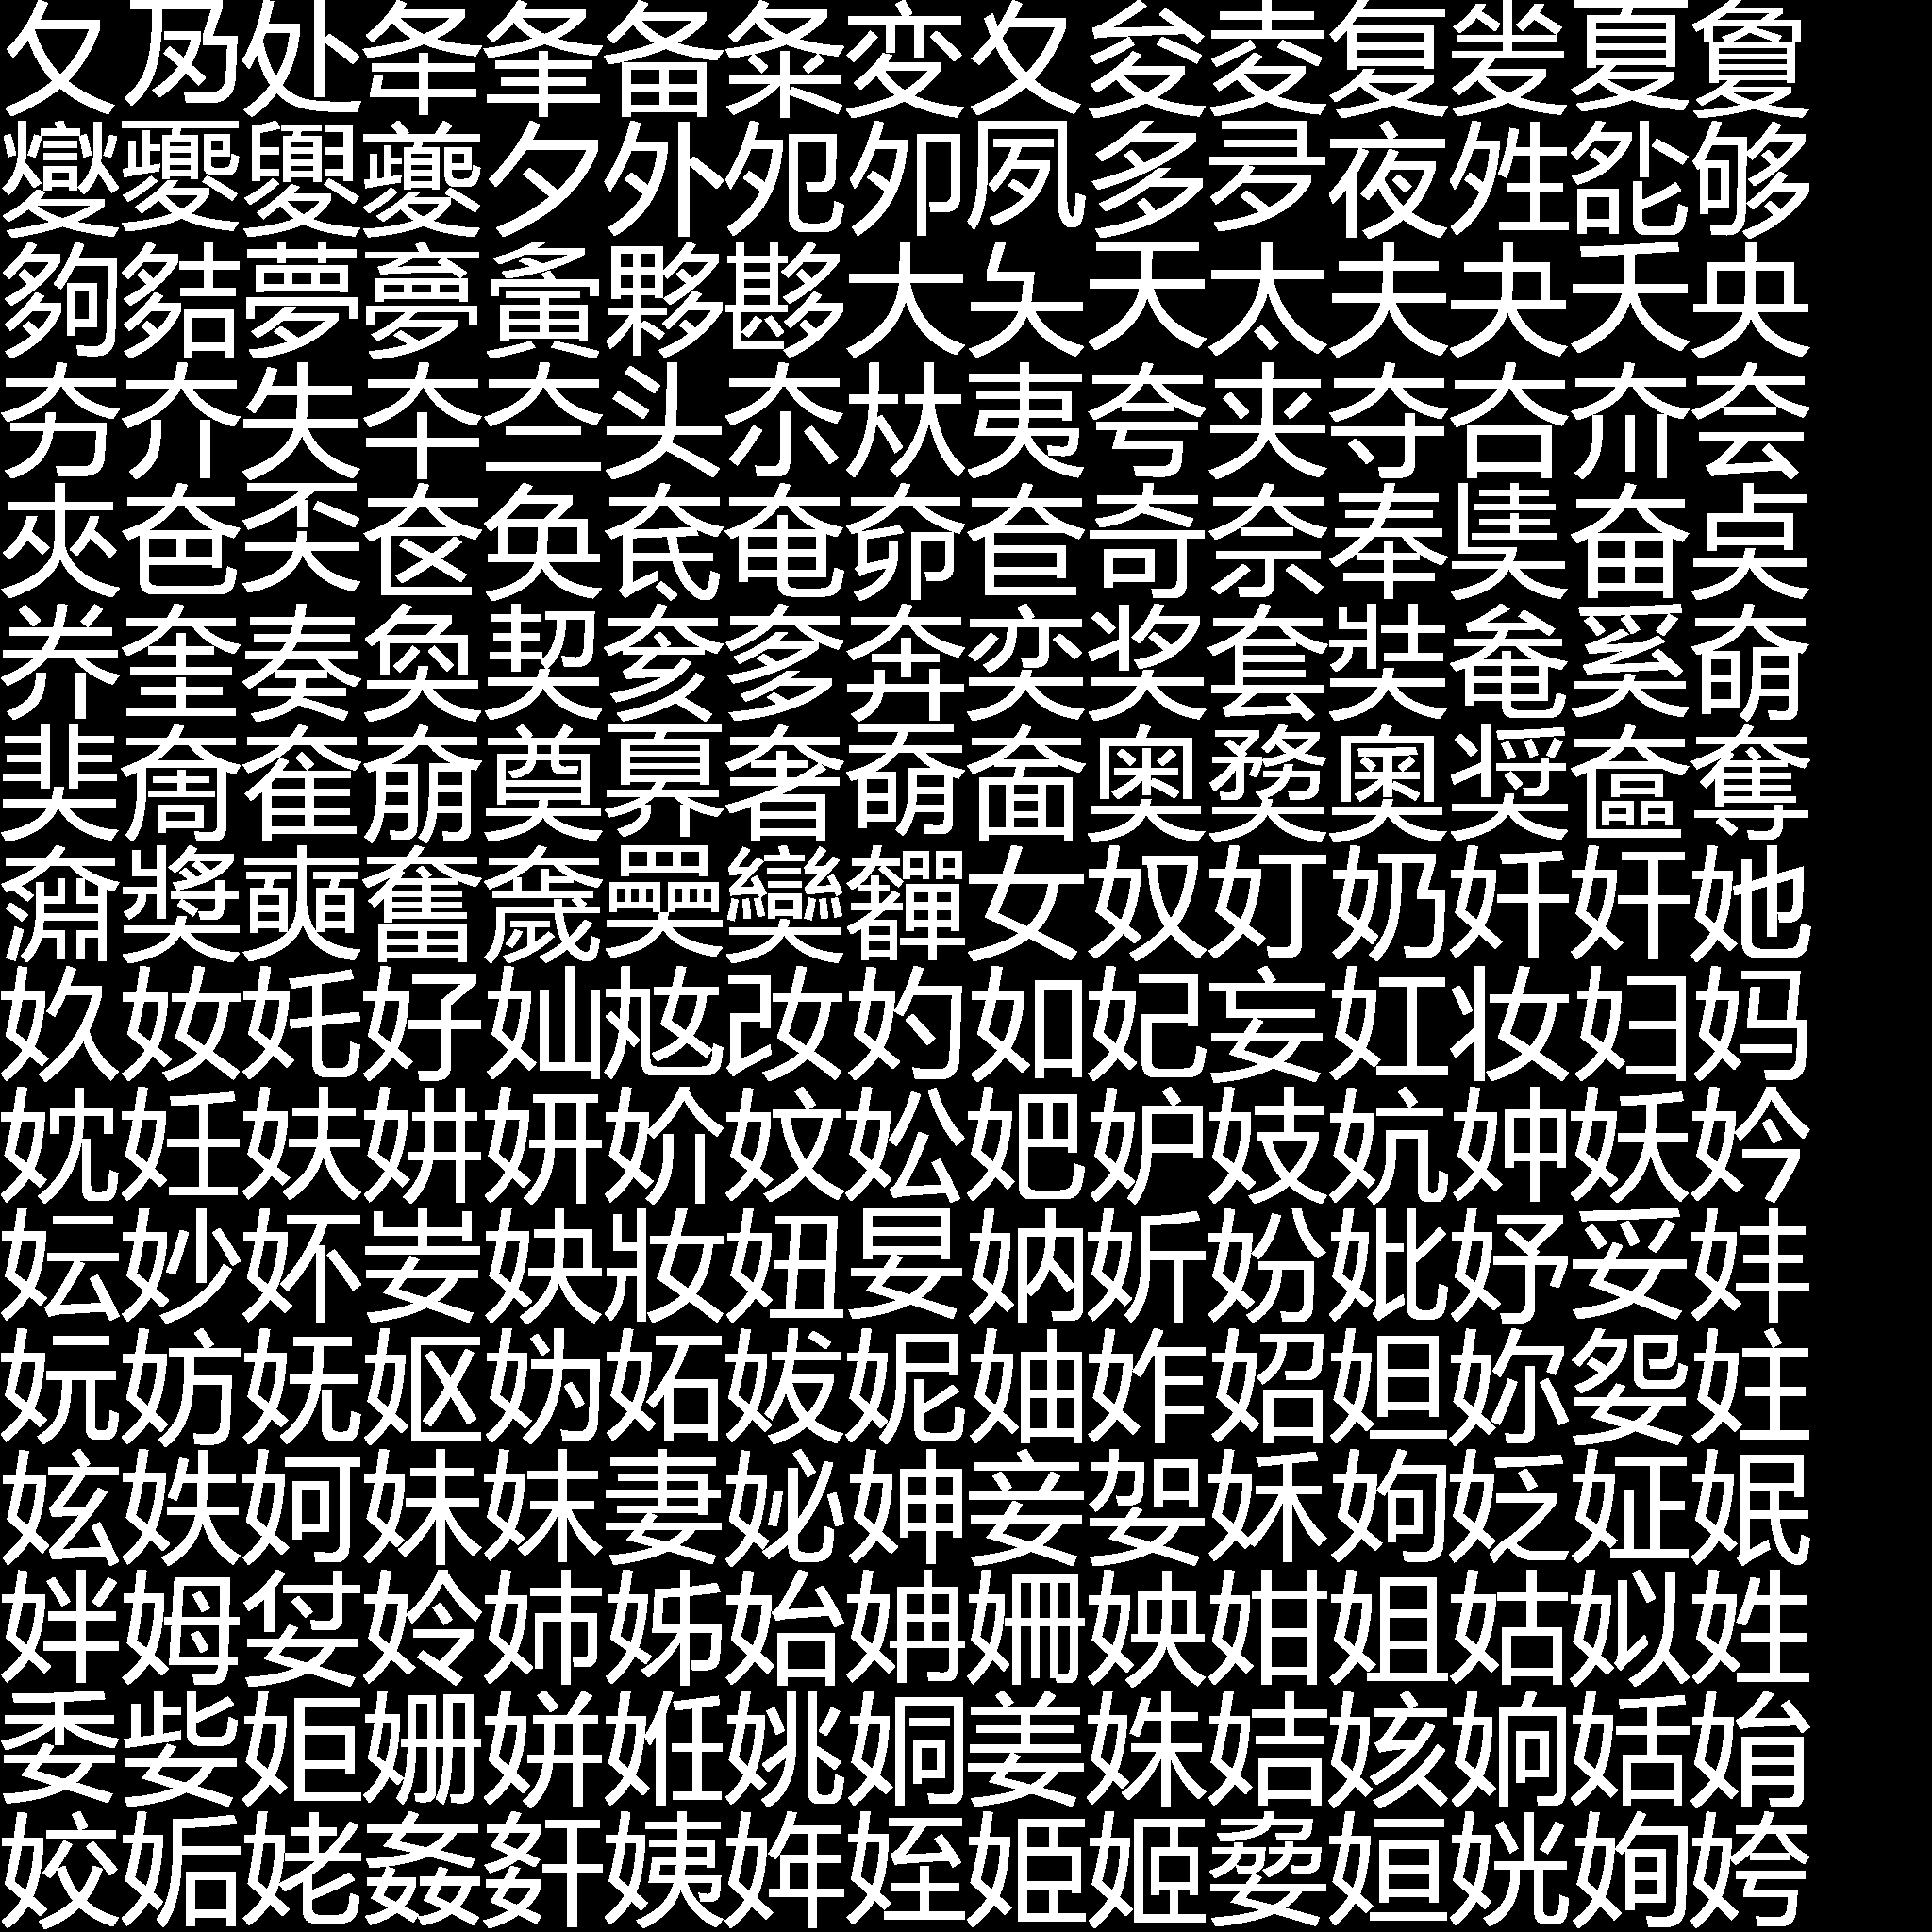 夂夃处夅夆备夈変夊夋夌复夎夏夐
夑夒夓夔夕外夗夘夙多夛夜夝夞够
夠夡夢夣夤夥夦大夨天太夫夬夭央
夯夰失夲夳头夵夶夷夸夹夺夻夼夽
夾夿奀奁奂奃奄奅奆奇奈奉奊奋奌
奍奎奏奐契奒奓奔奕奖套奘奙奚奛
奜奝奞奟奠奡奢奣奤奥奦奧奨奩奪
奫奬奭奮奯奰奱奲女奴奵奶奷奸她
奺奻奼好奾奿妀妁如妃妄妅妆妇妈
妉妊妋妌妍妎妏妐妑妒妓妔妕妖妗
妘妙妚妛妜妝妞妟妠妡妢妣妤妥妦
妧妨妩妪妫妬妭妮妯妰妱妲妳妴妵
妶妷妸妹妺妻妼妽妾妿姀姁姂姃姄
姅姆姇姈姉姊始姌姍姎姏姐姑姒姓
委姕姖姗姘姙姚姛姜姝姞姟姠姡姢
姣姤姥姦姧姨姩姪姫姬姭姮姯姰姱